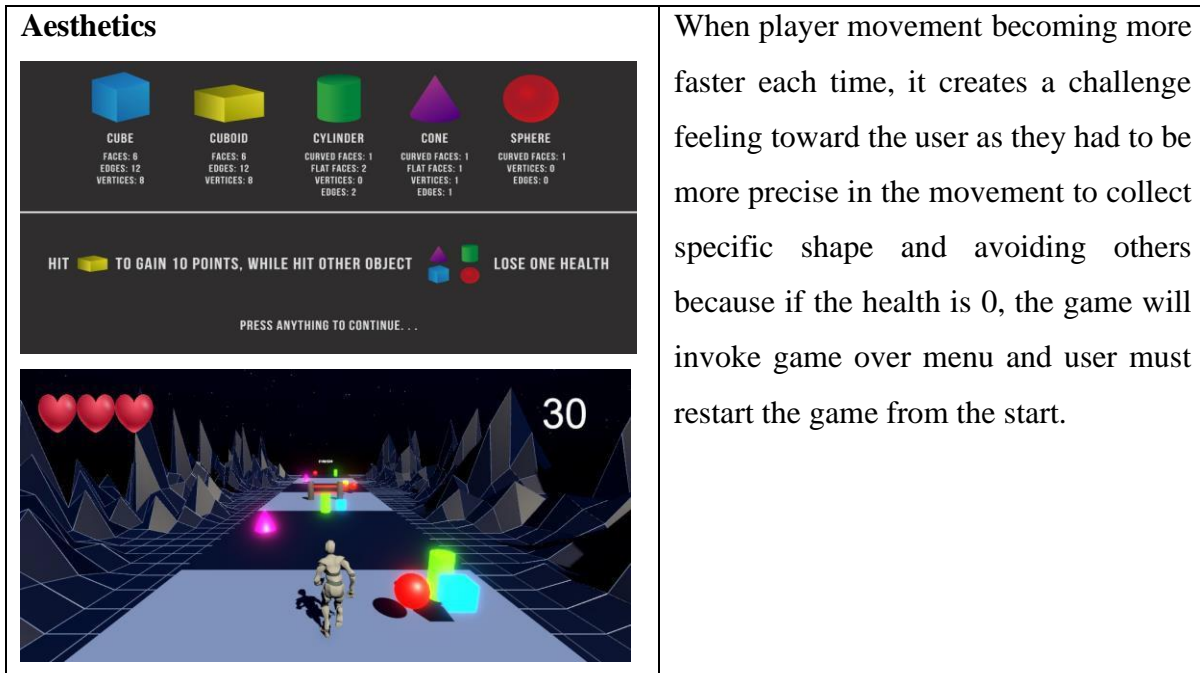 Aesthetics
CUBE
FACES: 6
EDGES: 12
VERTICES: 8
CUBOID
FACES: 6
EDGES: 12
VERTICES: 8
CYLINDER
CURVED FACES: 1
FLAT FACES: 2
VERTICES: 0
EDGES: 2
CONE
CURVED FACES: 1
FLAT FACES: 1
VERTICES: 1
EDGES: 1
SPHERE
CURVED FACES: 1
VERTICES: 0
EDGES: 0
HIT TO GAIN 10 POINTS, WHILE HIT OTHER OBJECT LOSE ONE HEALTH
PRESS ANYTHING TO CONTINUE. . .
30
When player movement becoming more
faster each time, it creates a challenge
feeling toward the user as they had to be
more precise in the movement to collect
specific shape and avoiding others
because if the health is 0, the game will
invoke game over menu and user must
restart the game from the start.